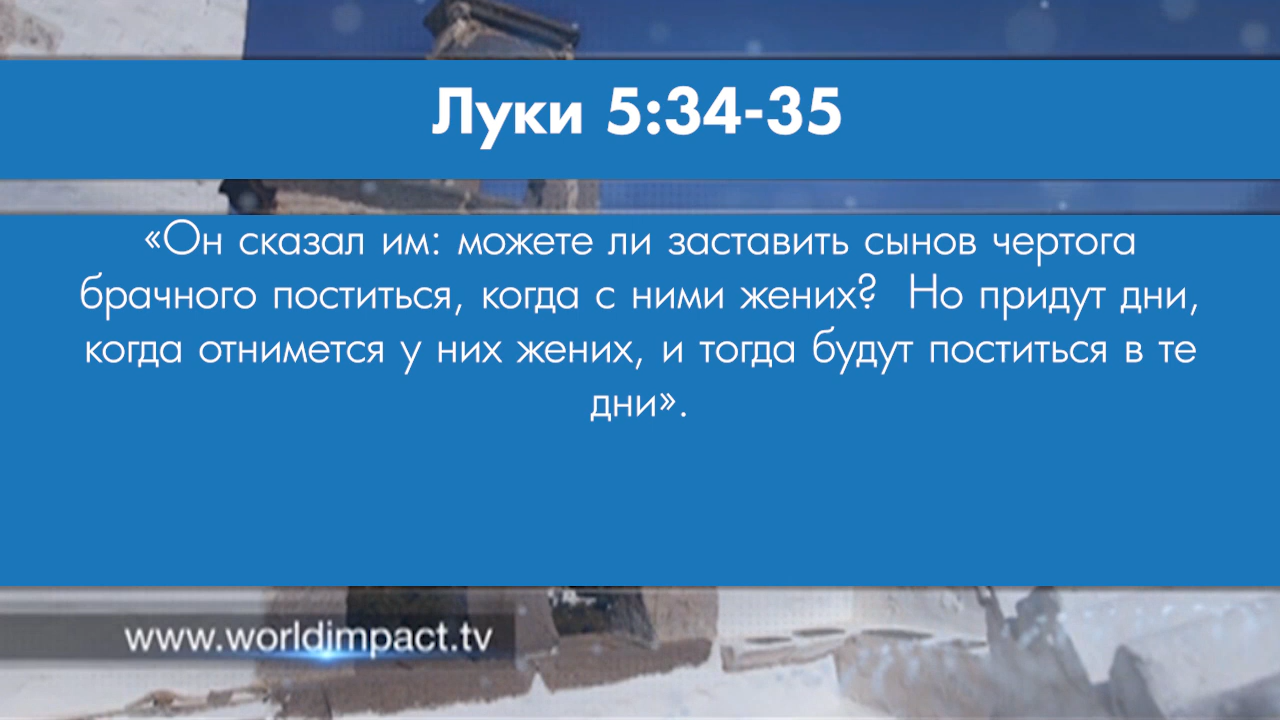 Луки 5:34-35
«Он сказал им: можете ли заставить сынов чертога
брачного поститься, когда с ними жених?  Но придут дни,
когда отнимется у них жених, и тогда будут поститься в те
дни».
www.worldimpact.tv